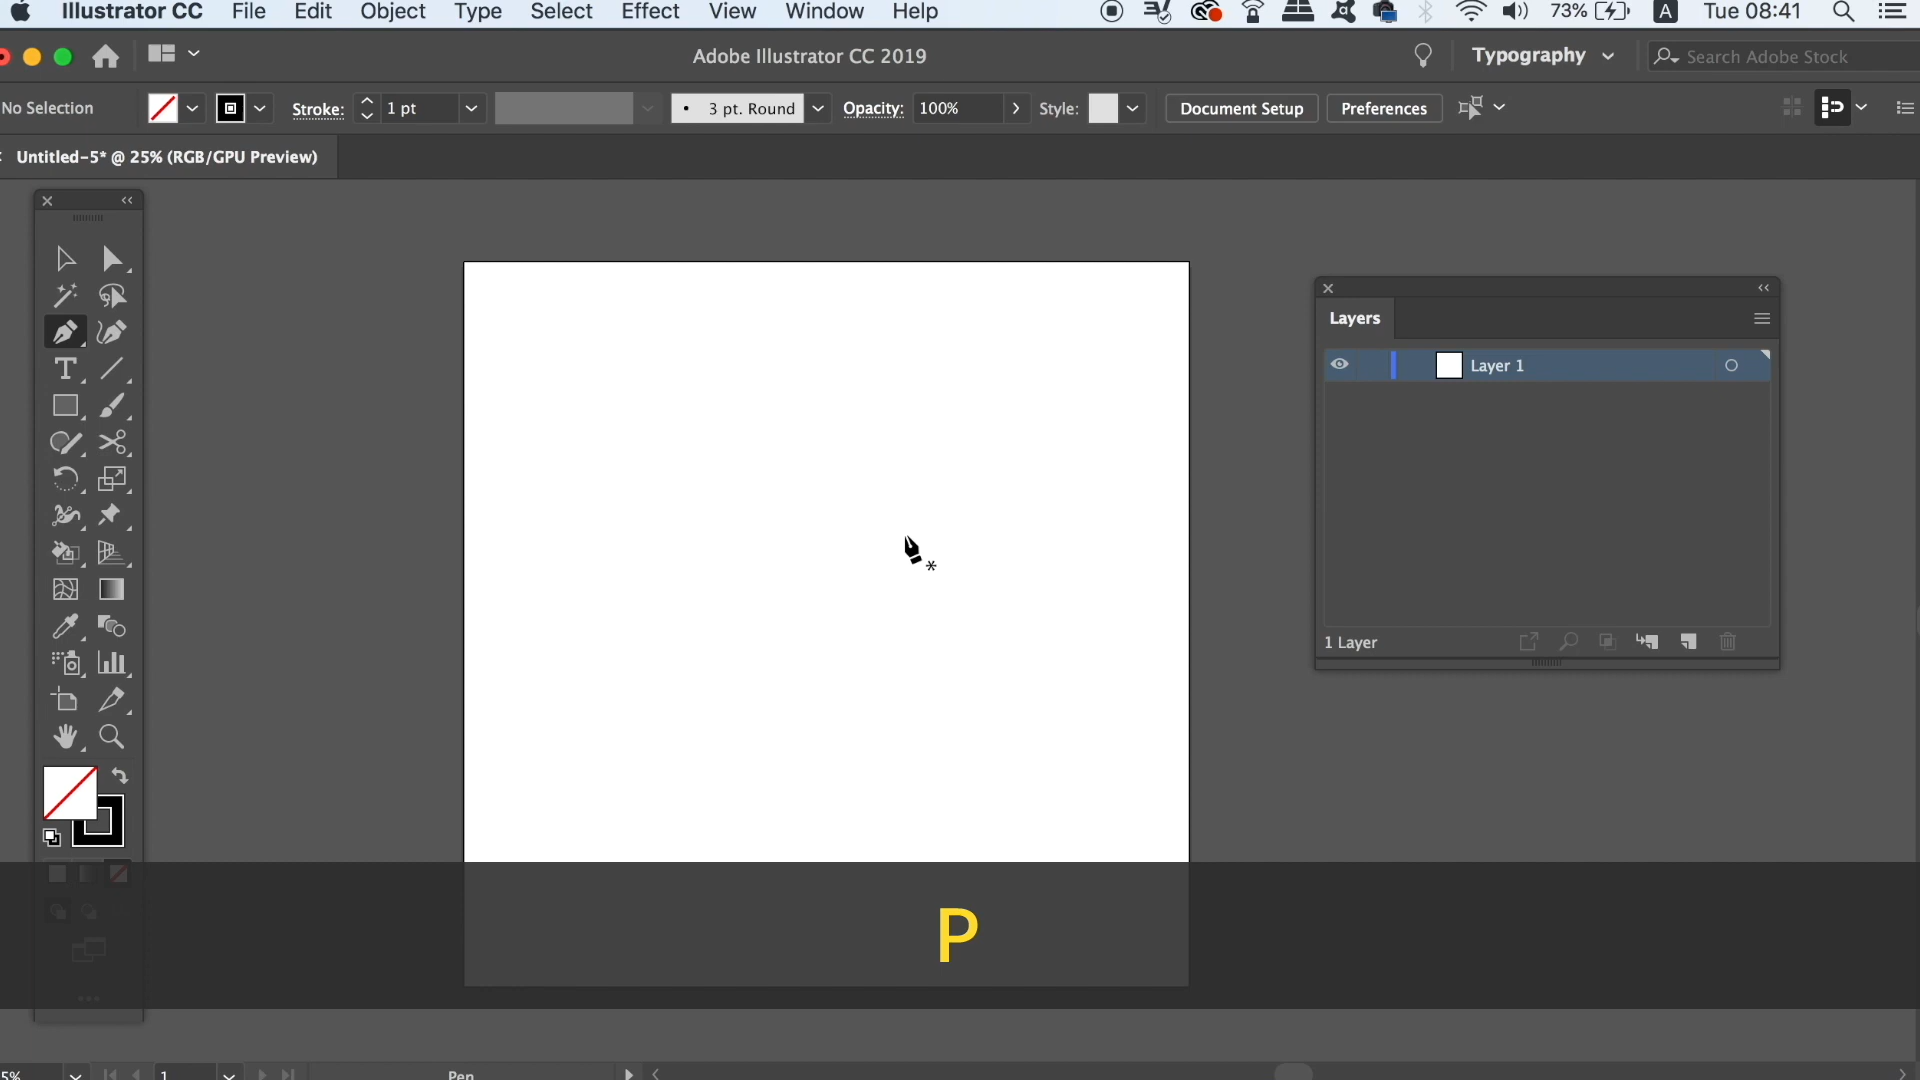 Illustrator CC File Edit Object Type Select Effect View Window Help 73% A Tue 08:41
Adobe Illustrator CC 2019 Typography Search Adobe Stock
No Selection Stroke: 1 pt 3 pt. Round Opacity: 100% Style: Document Setup Preferences
Untitled-5* @ 25% (RGB/GPU Preview)
Layers
Layer 1
1 Layer
P
5% 1 Pen